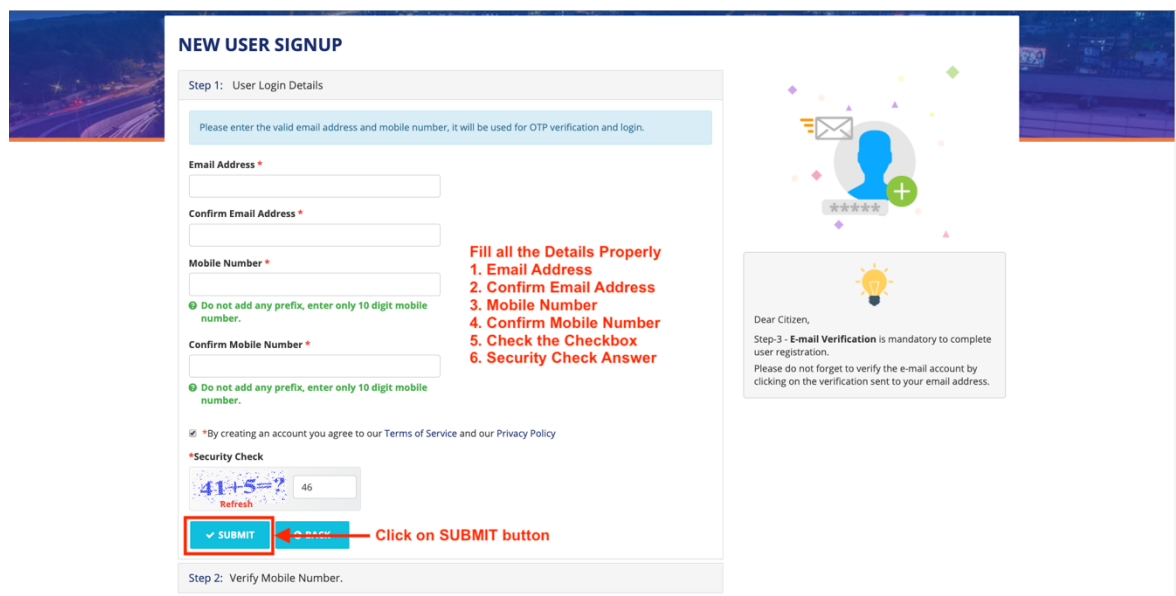 NEW USER SIGNUP
Step 1: User Login Details
Please enter the valid email address and mobile number, it will be used for OTP verification and login.
Email Address *
Confirm Email Address *
Mobile Number *
Do not add any prefix, enter only 10 digit mobile
number.
Confirm Mobile Number *
Do not add any prefix, enter only 10 digit mobile
number.
Fill all the Details Properly
1. Email Address
2. Confirm Email Address
3. Mobile Number
4. Confirm Mobile Number
5. Check the Checkbox
6. Security Check Answer
*By creating an account you agree to our Terms of Service and our Privacy Policy
*Security Check
41+5=?
46
Refresh
SUBMIT
BACK
Click on SUBMIT button
Step 2: Verify Mobile Number.
*****
Dear Citizen,
Step-3 - E-mail Verification is mandatory to complete
user registration.
Please do not forget to verify the e-mail account by
clicking on the verification sent to your email address.